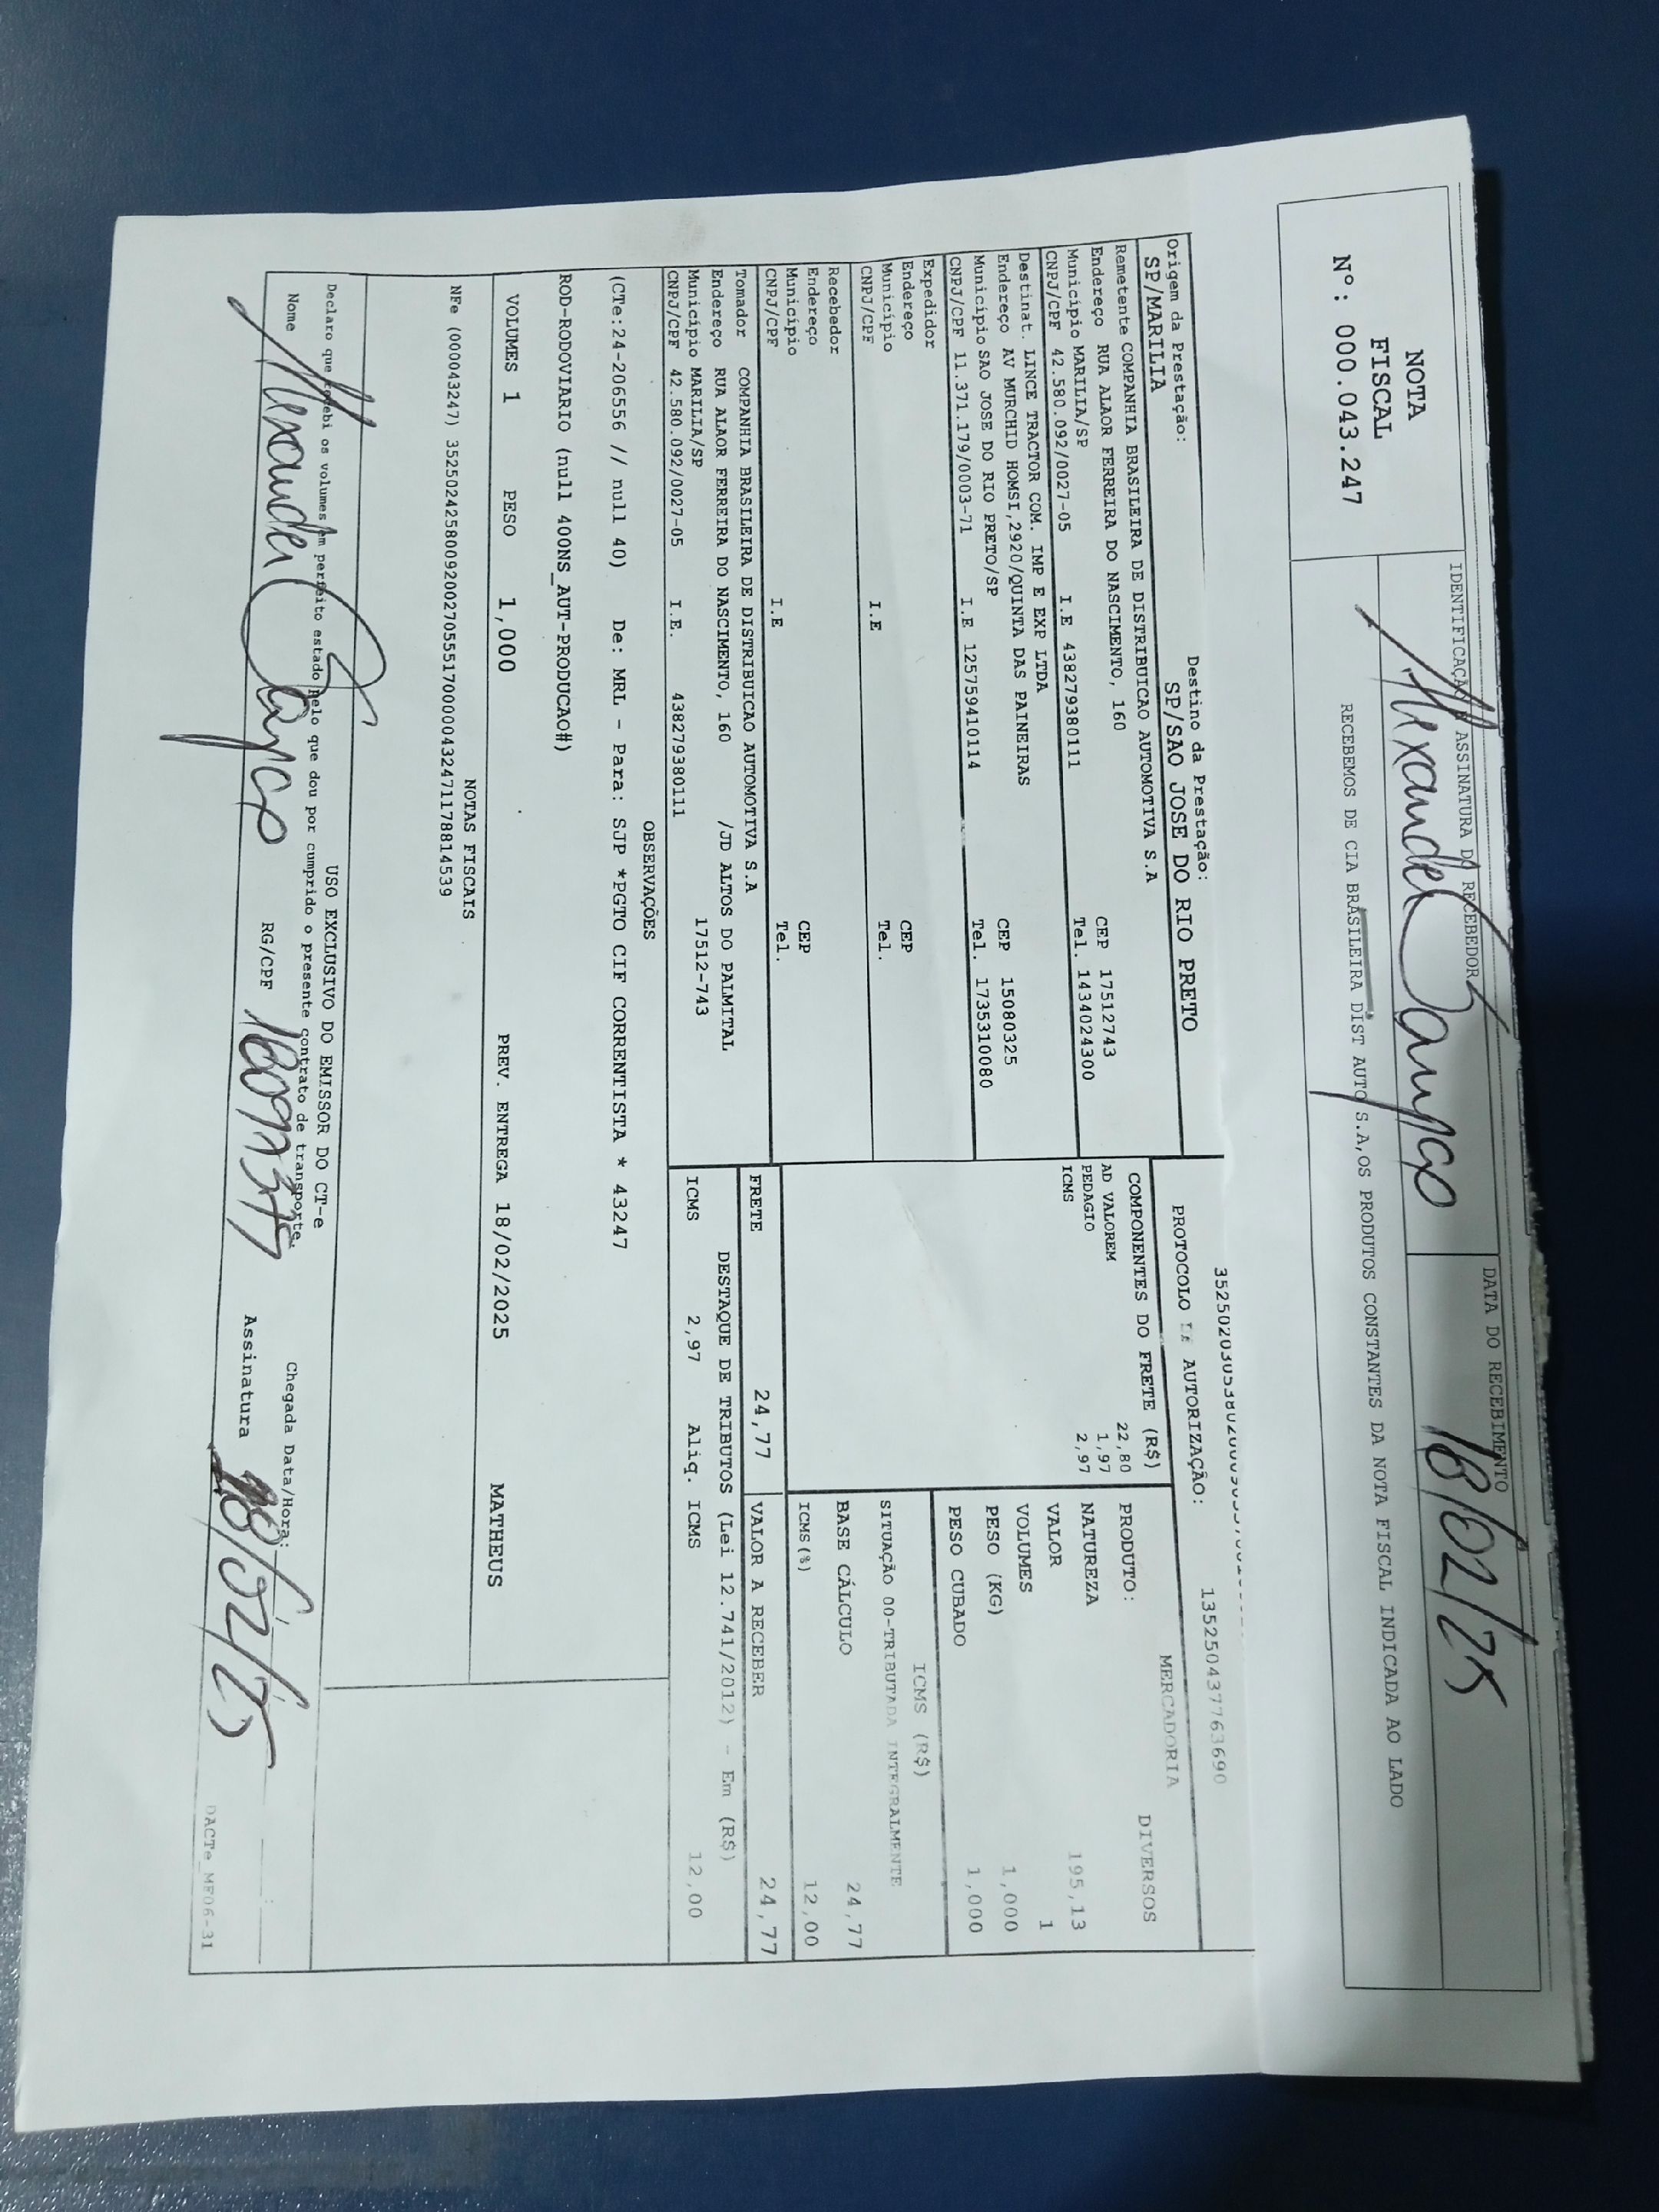 IDENTIFICAÇÃO E ASSINATURA DO RECEBEDOR
DATA DO RECEBIMENTO
NOTA
FISCAL
Nº: 000.043.247
Alexander
18/02/25
RECEBEMOS DE CIA BRASILEIRA DIST AUTO S.A,OS PRODUTOS CONSTANTES DA NOTA FISCAL INDICADA AO LADO
PROTOCOLO DE AUTORIZAÇÃO: 135250437763690
Origem da Prestação: Destino da Prestação:
SP/MARILIA SP/SAO JOSE DO RIO PRETO
Remetente COMPANHIA BRASILEIRA DE DISTRIBUICAO AUTOMOTIVA S.A
Endereço RUA ALAOR FERREIRA DO NASCIMENTO, 160 CEP 17512743
Município MARILIA/SP Tel. 1434024300
CNPJ/CPF 42.580.092/0027-05 I.E 438279380111
Destinat. LINCE TRACTOR COM. IMP E EXP LTDA
Endereço AV MURCHID HOMSI,2920/QUINTA DAS PAINEIRAS CEP 15080325
Município SAO JOSE DO RIO PRETO/SP Tel. 1735310080
CNPJ/CPF 11.371.179/0003-71 I.E 125759410114
Expedidor
Endereço CEP
Município Tel.
CNPJ/CPF I.E
Recebedor
Endereço CEP
Município Tel.
CNPJ/CPF I.E
Tomador COMPANHIA BRASILEIRA DE DISTRIBUICAO AUTOMOTIVA S.A
Endereço RUA ALAOR FERREIRA DO NASCIMENTO, 160 /JD ALTOS DO PALMITAL
Município MARILIA/SP 17512-743
CNPJ/CPF 42.580.092/0027-05 I.E. 438279380111
COMPONENTES DO FRETE (R$)
AD VALOREM 22,80
PEDAGIO 1,97
ICMS 2,97
MERCADORIA
PRODUTO: DIVERSOS
NATUREZA
VALOR 195,13
VOLUMES 1
PESO (KG) 1,000
PESO CUBADO 1,000
ICMS (R$)
SITUAÇÃO 00-TRIBUTADA INTEGRALMENTE
BASE CÁLCULO 24,77
ICMS(%) 12,00
FRETE 24,77 VALOR A RECEBER 24,77
DESTAQUE DE TRIBUTOS (Lei 12.741/2012) - Em (R$)
ICMS 2,97 Aliq. ICMS 12,00
OBSERVAÇÕES
(CTe:24-206556 // null 40) De: MRL - Para: SJP *PGTO CIF CORRENTISTA * 43247
ROD-RODOVIARIO (null 400NS_AUT-PRODUCAO#)
VOLUMES 1 PESO 1,000 PREV. ENTREGA 18/02/2025 MATHEUS
NOTAS FISCAIS
NFe (000043247) 35250242580092002705551700000432471178814539
USO EXCLUSIVO DO EMISSOR DO CT-e
Declaro que recebi os volumes em perfeito estado pelo que dou por cumprido o presente contrato de transporte.
Chegada Data/Hora:
Nome Alexander RG/CPF Assinatura 18/02/25
DACTe_MF06-31